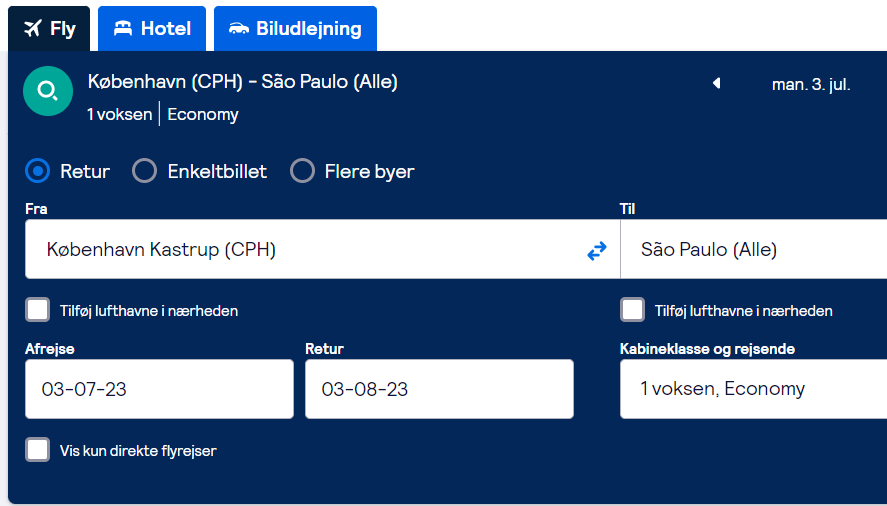 Fly Hotel Biludlejning
København (CPH) - São Paulo (Alle)
man. 3. jul.
1 voksen | Economy
Retur Enkeltbillet Flere byer
Fra Til
København Kastrup (CPH) São Paulo (Alle)
Tilføj lufthavne i nærheden Tilføj lufthavne i nærheden
Afrejse Retur Kabineklasse og rejsende
03-07-23 03-08-23 1 voksen, Economy
Vis kun direkte flyrejser